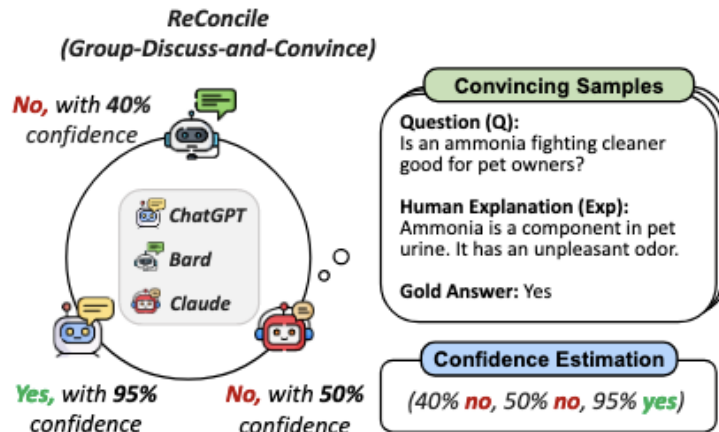 ReConcile
(Group-Discuss-and-Convince)
No, with 40%
confidence
ChatGPT
Bard
Claude
Yes, with 95%
confidence
No, with 50%
confidence
Convincing Samples
Question (Q):
Is an ammonia fighting cleaner
good for pet owners?
Human Explanation (Exp):
Ammonia is a component in pet
urine. It has an unpleasant odor.
Gold Answer: Yes
Confidence Estimation
(40% no, 50% no, 95% yes)